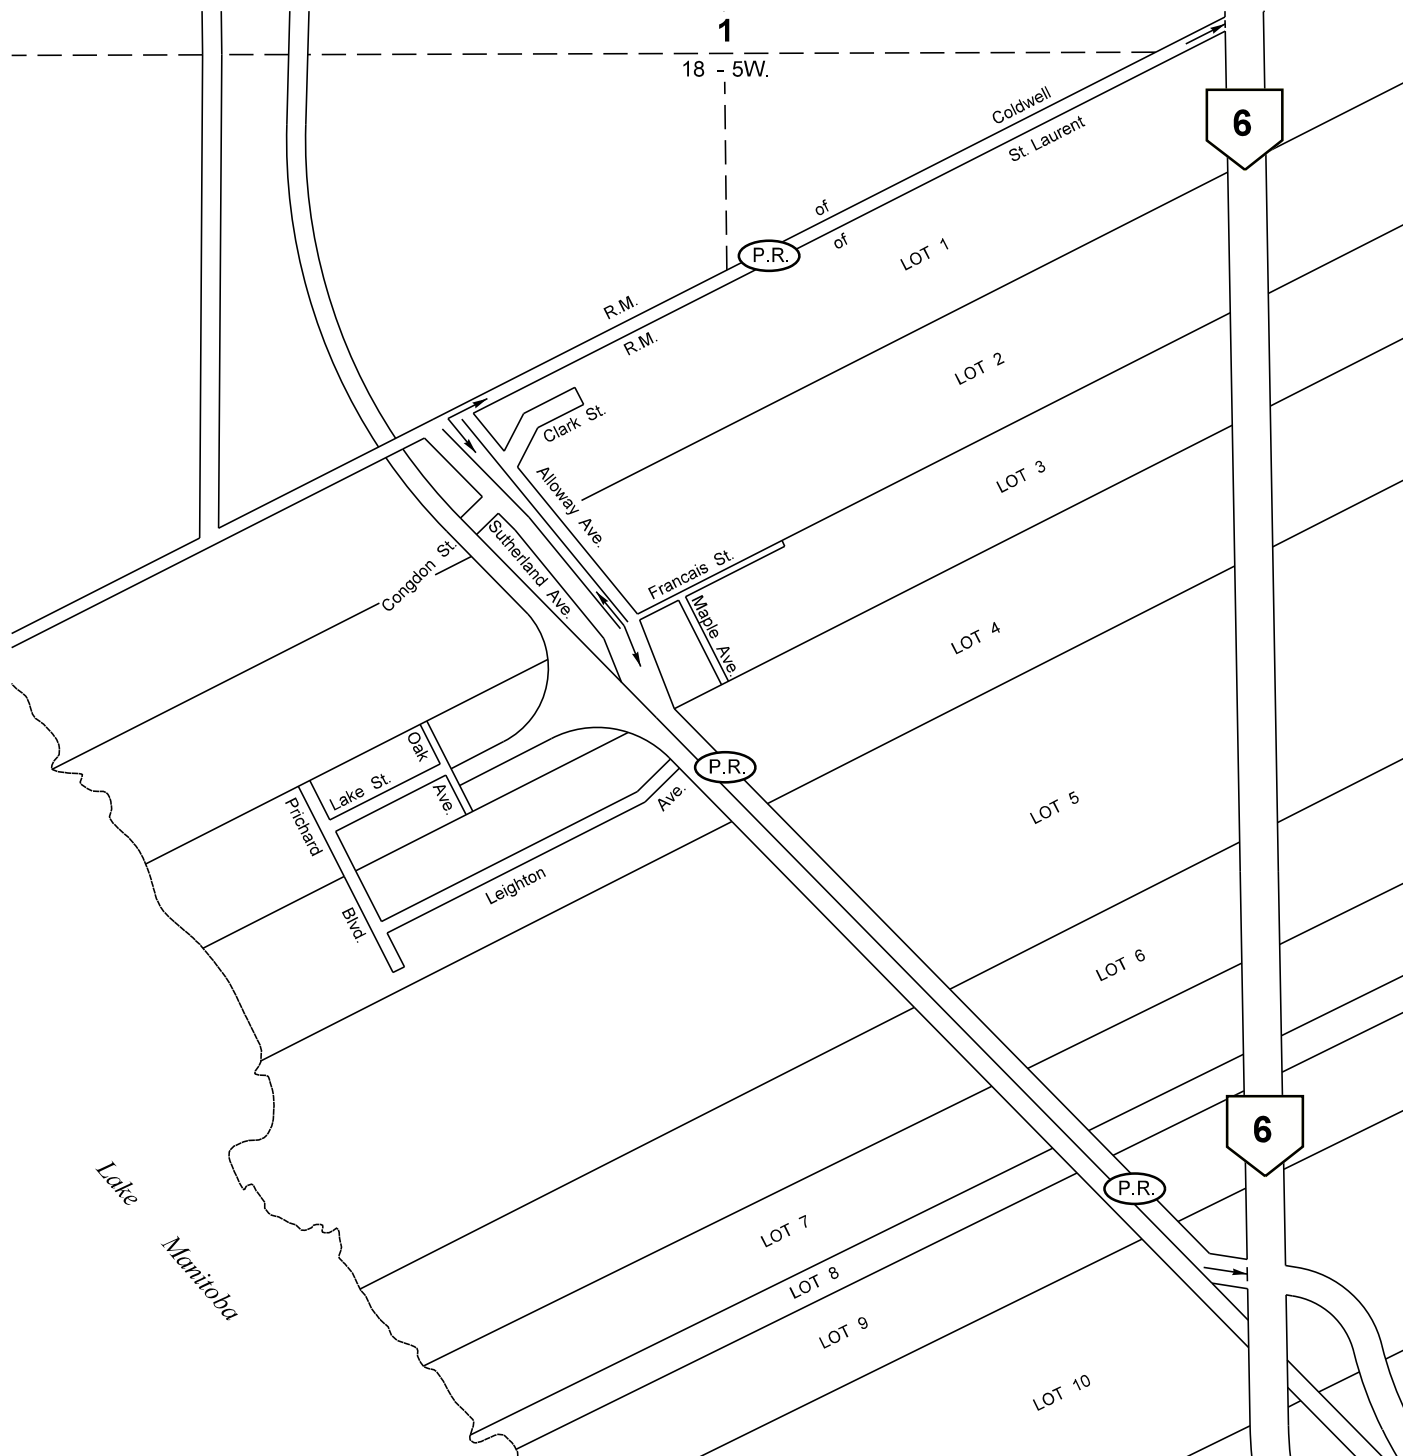 1
18 - 5W.
6
R.M. of Coldwell
R.M. of St. Laurent
P.R.
LOT 1
LOT 2
LOT 3
LOT 4
LOT 5
LOT 6
Clark St.
Alloway Ave.
Sutherland Ave.
Congdon St.
Francais St.
Maple Ave.
P.R.
Oak Ave.
Lake St.
Prichard Blvd.
Leighton Ave.
6
P.R.
LOT 7
LOT 8
LOT 9
LOT 10
Lake Manitoba